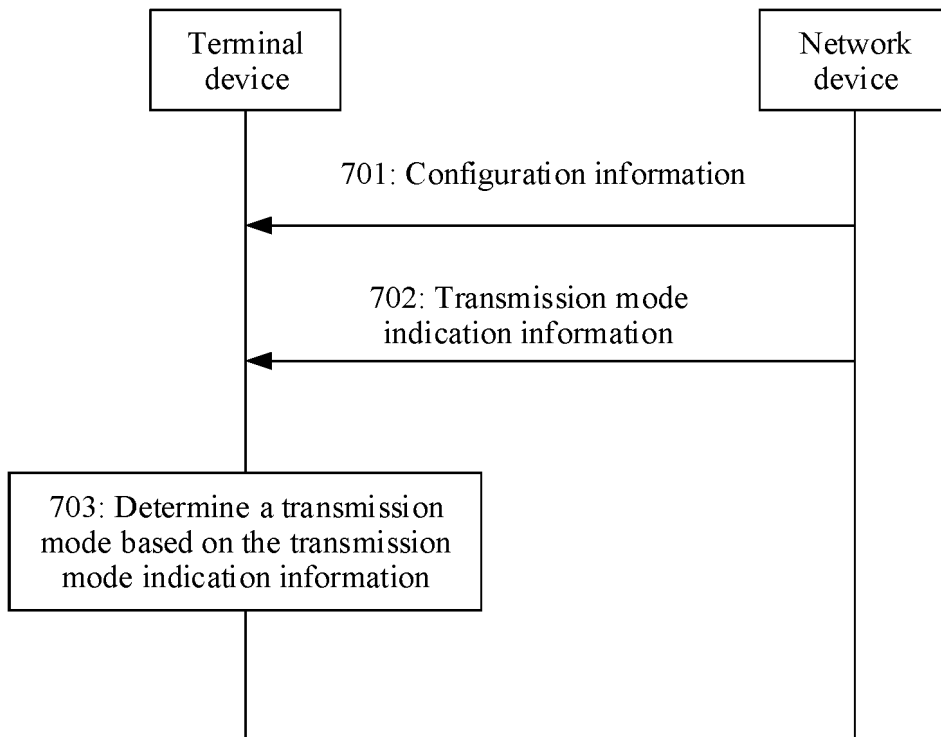 Terminal
device
Network
device
701: Configuration information
702: Transmission mode
indication information
703: Determine a transmission
mode based on the transmission
mode indication information